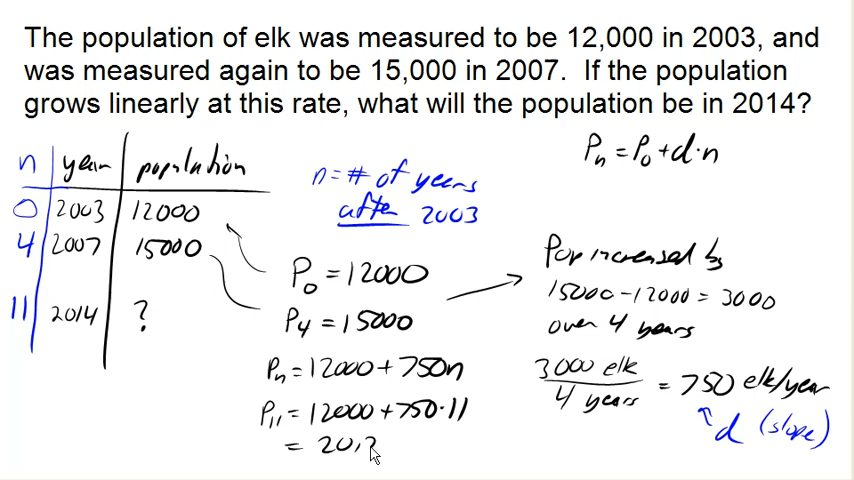 The population of elk was measured to be 12,000 in 2003, and
was measured again to be 15,000 in 2007. If the population
grows linearly at this rate, what will the population be in 2014?
n year population
0 2003 12000
4 2007 15000
11 2014 ?
n = # of years
after 2003
P₀ = 12000
P₄ = 15000
Pₙ = 12000 + 750n
P₁₁ = 12000 + 750·11
= 20,2
Pₙ = P₀ + d·n
Pop increased by
15000 - 12000 = 3000
over 4 years
3000 elk
4 years
= 750 elk/year
d (slope)